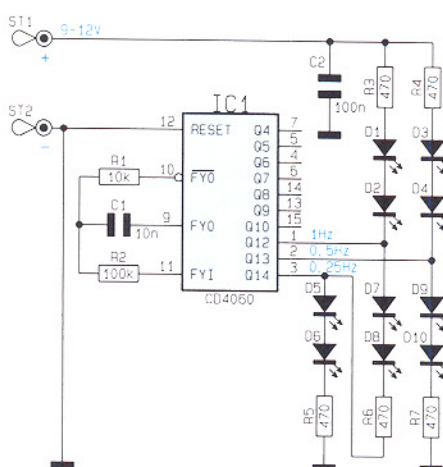 ST1
9-12V
+
ST2
-
IC1
12 RESET
Q4 7
Q5 5
Q6 4
Q7 6
Q8 14
Q9 13
Q10 15
Q12 1 1Hz
Q13 2 0.5Hz
Q14 3 0.25Hz
R1
10k
10 FY0
C1
10n
9 FY0
R2
100k
11 FYI
CD4060
C2
100n
R3
470
R4
470
D1
D3
D2
D4
D5
D7
D9
D6
D8
D10
R5
470
R6
470
R7
470